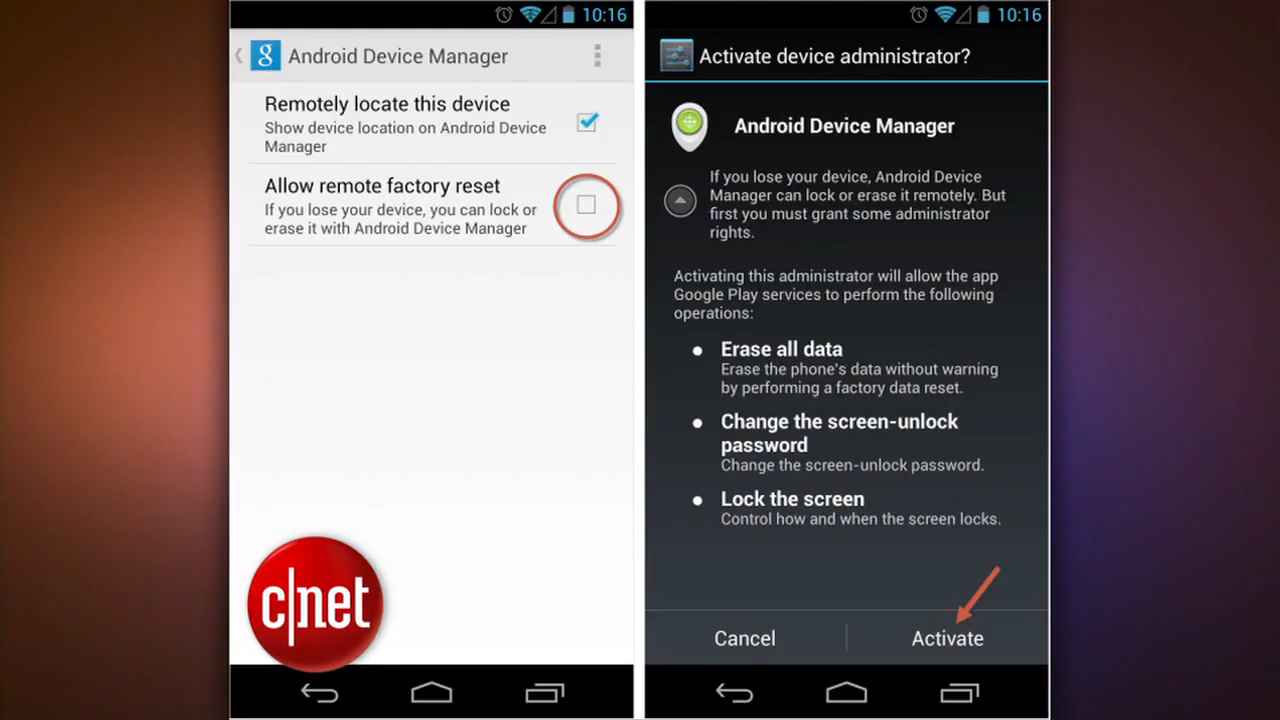 10:16
Android Device Manager
Remotely locate this device
Show device location on Android Device
Manager
Allow remote factory reset
If you lose your device, you can lock or
erase it with Android Device Manager
c|net
10:16
Activate device administrator?
Android Device Manager
If you lose your device, Android Device
Manager can lock or erase it remotely. But
first you must grant some administrator
rights.
Activating this administrator will allow the app
Google Play services to perform the following
operations:
Erase all data
Erase the phone's data without warning
by performing a factory data reset.
Change the screen-unlock
password
Change the screen-unlock password.
Lock the screen
Control how and when the screen locks.
Cancel
Activate